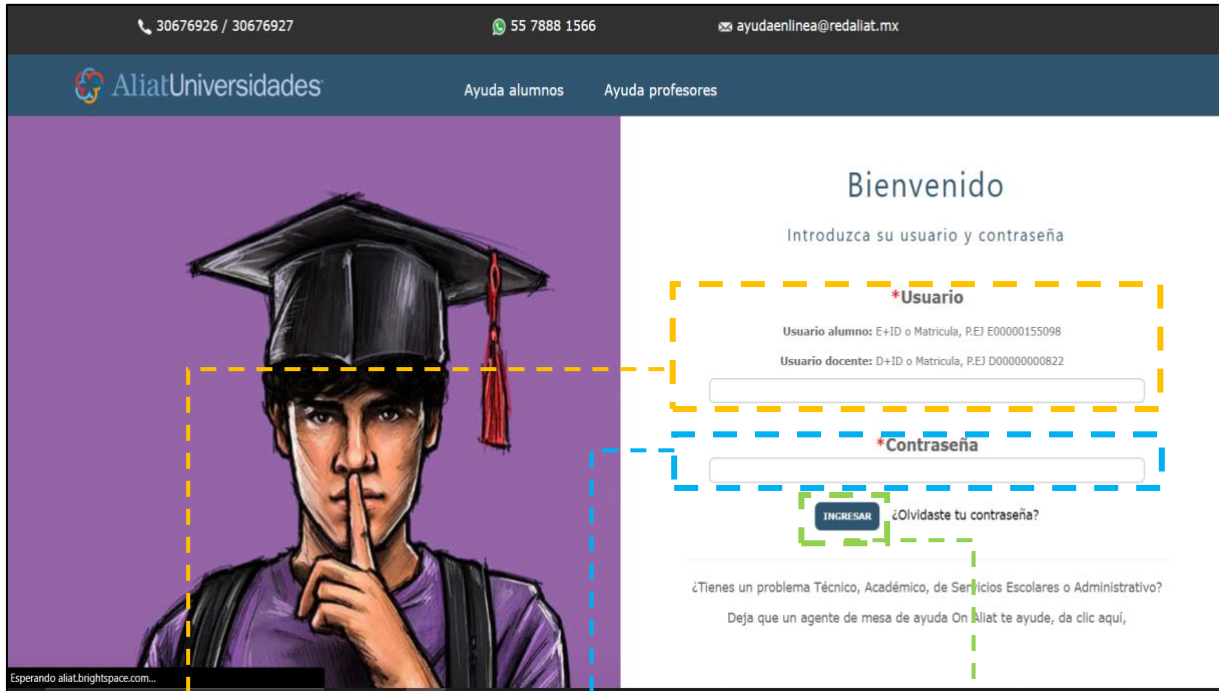 30676926 / 30676927
55 7888 1566
ayudaenlinea@redaliat.mx
AliatUniversidades
Ayuda alumnos
Ayuda profesores
Bienvenido
Introduzca su usuario y contraseña
*Usuario
Usuario alumno: E+ID o Matricula, P.EJ E00000155098
Usuario docente: D+ID o Matricula, P.EJ D00000000822
*Contraseña
INGRESAR
¿Olvidaste tu contraseña?
¿Tienes un problema Técnico, Académico, de Servicios Escolares o Administrativo?
Deja que un agente de mesa de ayuda On Aliat te ayude, da clic aquí,
Esperando aliat.brightspace.com...